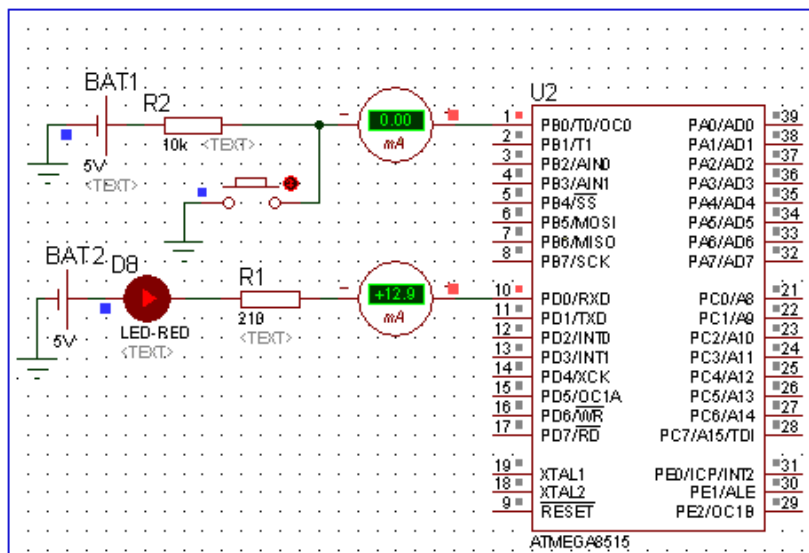 BAT1
5V
<TEXT>
R2
10k
<TEXT>
0.00
mA
BAT2
5V
D8
LED-RED
<TEXT>
R1
210
<TEXT>
+12.9
mA
U2
1 PB0/T0/OC0 PA0/AD0 39
2 PB1/T1 PA1/AD1 38
3 PB2/AIN0 PA2/AD2 37
4 PB3/AIN1 PA3/AD3 36
5 PB4/SS PA4/AD4 35
6 PB5/MOSI PA5/AD5 34
7 PB6/MISO PA6/AD6 33
8 PB7/SCK PA7/AD7 32
10 PD0/RXD PC0/A8 21
11 PD1/TXD PC1/A9 22
12 PD2/INT0 PC2/A10 23
13 PD3/INT1 PC3/A11 24
14 PD4/XCK PC4/A12 25
15 PD5/OC1A PC5/A13 26
16 PD6/WR PC6/A14 27
17 PD7/RD PC7/A15/TDI 28
19 XTAL1 PE0/ICP/INT2 31
18 XTAL2 PE1/ALE 30
9 RESET PE2/OC1B 29
ATMEGA8515